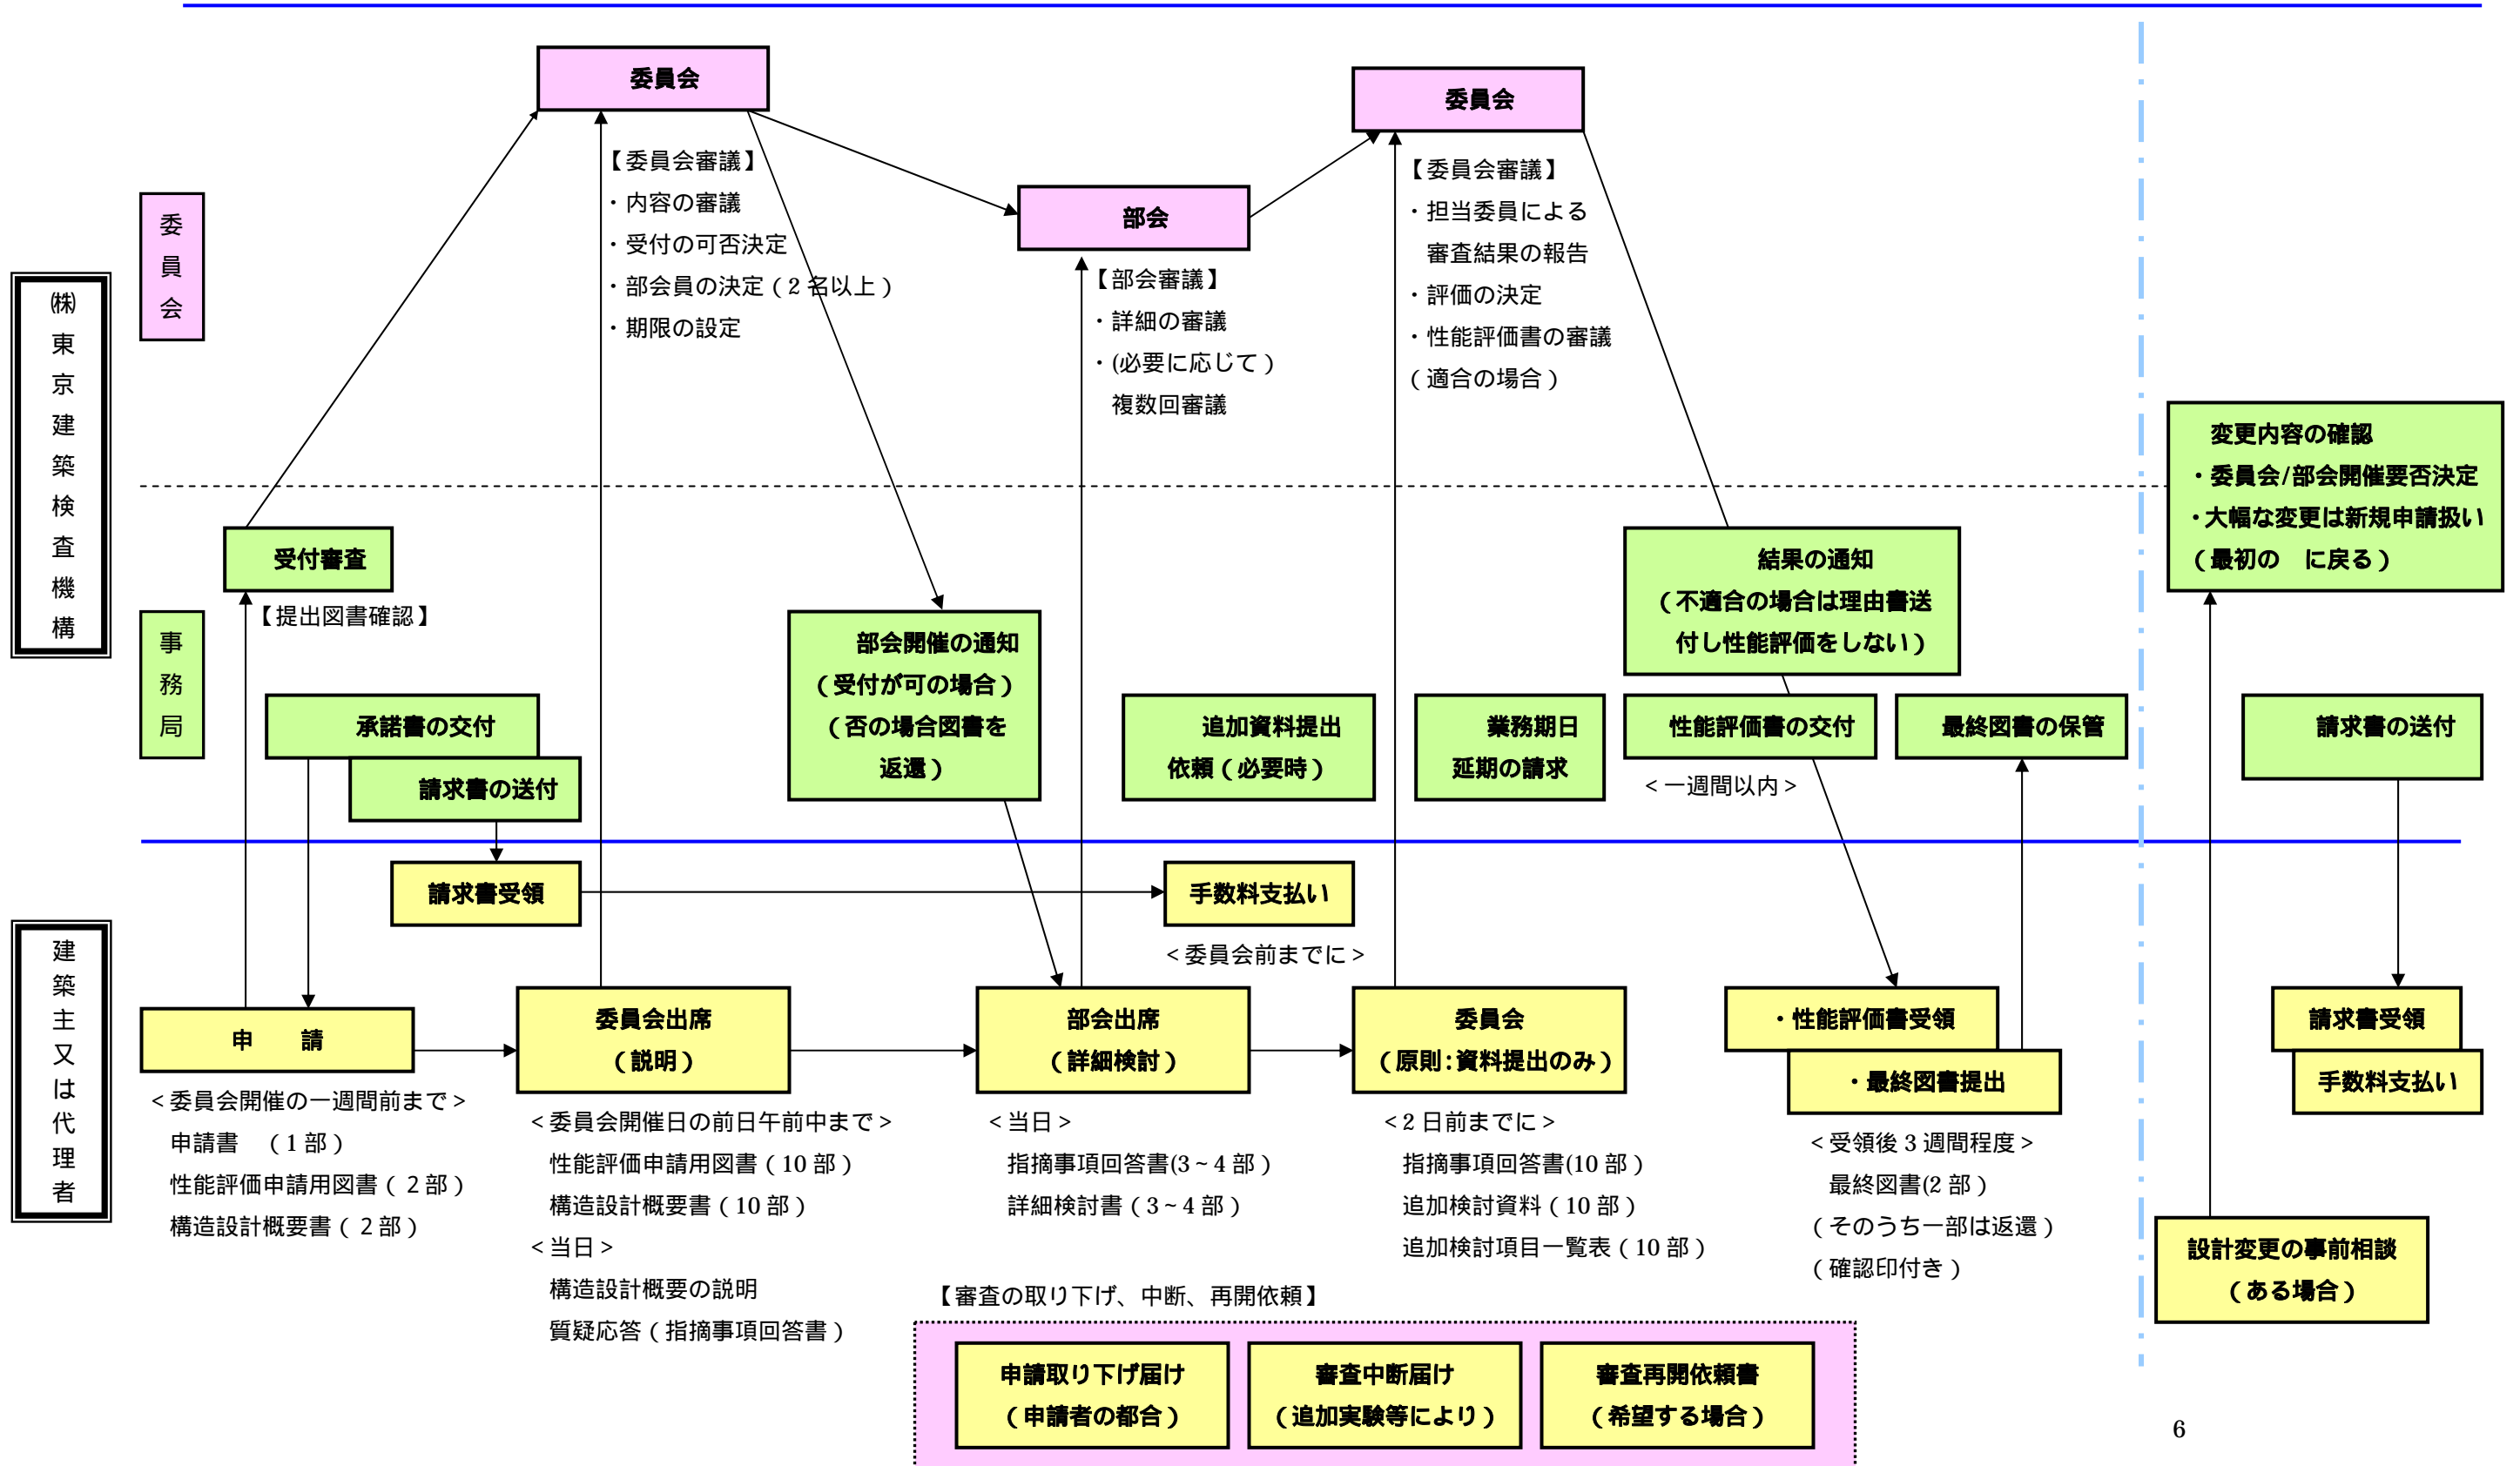 委員会
委員会
【委員会審議】
・内容の審議
・受付の可否決定
・部会員の決定(2名以上)
・期限の設定
部会
【部会審議】
・詳細の審議
・(必要に応じて)
複数回審議
【委員会審議】
・担当委員による
審査結果の報告
・評価の決定
・性能評価書の審議
(適合の場合)
委員会
㈱東京建築検査機構
変更内容の確認
・委員会/部会開催要否決定
・大幅な変更は新規申請扱い
(最初の に戻る)
受付審査
【提出図書確認】
事務局
部会開催の通知
(受付が可の場合)
(否の場合図書を
返還)
結果の通知
(不適合の場合は理由書送
付し性能評価をしない)
承諾書の交付
請求書の送付
追加資料提出
依頼(必要時)
業務期日
延期の請求
性能評価書の交付
<一週間以内>
最終図書の保管
請求書の送付
請求書受領
手数料支払い
<委員会前までに>
建築主又は代理者
申 請
<委員会開催の一週間前まで>
申請書 (1部)
性能評価申請用図書(2部)
構造設計概要書(2部)
委員会出席
(説明)
<委員会開催日の前日午前中まで>
性能評価申請用図書(10部)
構造設計概要書(10部)
<当日>
構造設計概要の説明
質疑応答(指摘事項回答書)
部会出席
(詳細検討)
<当日>
指摘事項回答書(3~4部)
詳細検討書(3~4部)
委員会
(原則:資料提出のみ)
<2日前までに>
指摘事項回答書(10部)
追加検討資料(10部)
追加検討項目一覧表(10部)
・性能評価書受領
・最終図書提出
<受領後3週間程度>
最終図書(2部)
(そのうち一部は返還)
(確認印付き)
請求書受領
手数料支払い
設計変更の事前相談
(ある場合)
【審査の取り下げ、中断、再開依頼】
申請取り下げ届け
(申請者の都合)
審査中断届け
(追加実験等により)
審査再開依頼書
(希望する場合)
6